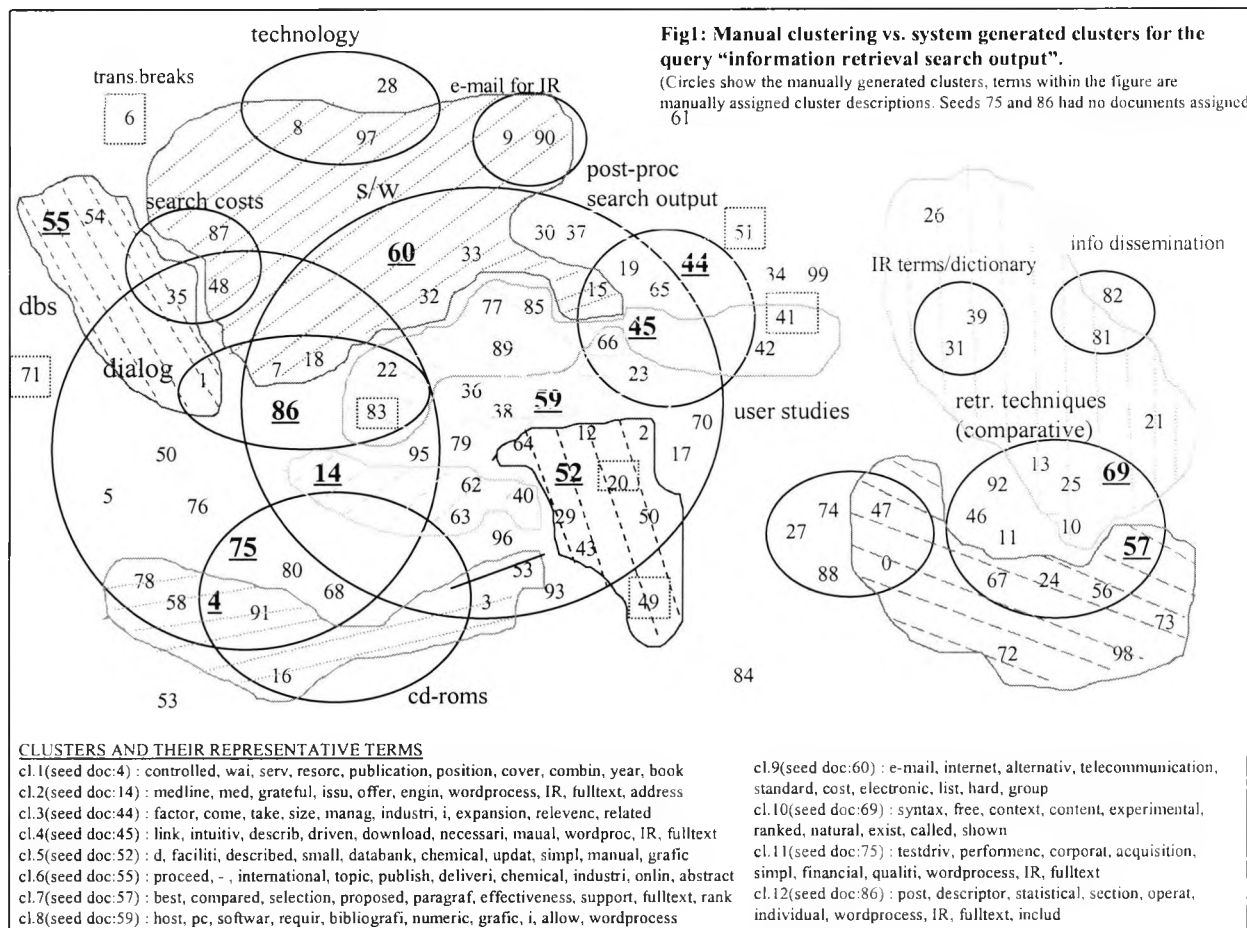 Fig1: Manual clustering vs. system generated clusters for the
query “information retrieval search output”.
(Circles show the manually generated clusters, terms within the figure are
manually assigned cluster descriptions. Seeds 75 and 86 had no documents assigned
61
technology
trans.breaks
6
28
e-mail for IR
8
97
9 90
post-proc
search output
s/w
search costs
55
54
87
60
33
30 37
51
26
info dissemination
IR terms/dictionary
44
19
34 99
dbs
35
48
32
77
85
15
65
45
41
82
39
81
31
66
42
89
71
dialog
1
7
18
22
23
86
83
36
38
59
user studies
retr. techniques
(comparative)
70
21
50
95
79
64
12
2
17
13
69
14
52
20
92
25
5
76
62
40
74
47
46
63
29
50
27
11
10
57
96
43
75
80
0
78
53
88
67
24
56
58
4
91
68
3
93
49
73
72
98
16
84
53
cd-roms
CLUSTERS AND THEIR REPRESENTATIVE TERMS
cl.1(seed doc:4) : controlled, wai, serv, resorc, publication, position, cover, combin, year, book
cl.2(seed doc:14) : medline, med, grateful, issu, offer, engin, wordprocess, IR, fulltext, address
cl.3(seed doc:44) : factor, come, take, size, manag, industri, i, expansion, relevenc, related
cl.4(seed doc:45) : link, intuitiv, describ, driven, download, necessari, maual, wordproc, IR, fulltext
cl.5(seed doc:52) : d, faciliti, described, small, databank, chemical, updat, simpl, manual, grafic
cl.6(seed doc:55) : proceed, - , international, topic, publish, deliveri, chemical, industri, onlin, abstract
cl.7(seed doc:57) : best, compared, selection, proposed, paragraf, effectiveness, support, fulltext, rank
cl.8(seed doc:59) : host, pc, softwar, requir, bibliografi, numeric, grafic, i, allow, wordprocess
cl.9(seed doc:60) : e-mail, internet, alternativ, telecommunication,
standard, cost, electronic, list, hard, group
cl.10(seed doc:69) : syntax, free, context, content, experimental,
ranked, natural, exist, called, shown
cl.11(seed doc:75) : testdriv, performenc, corporat, acquisition,
simpl, financial, qualiti, wordprocess, IR, fulltext
cl.12(seed doc:86) : post, descriptor, statistical, section, operat,
individual, wordprocess, IR, fulltext, includ